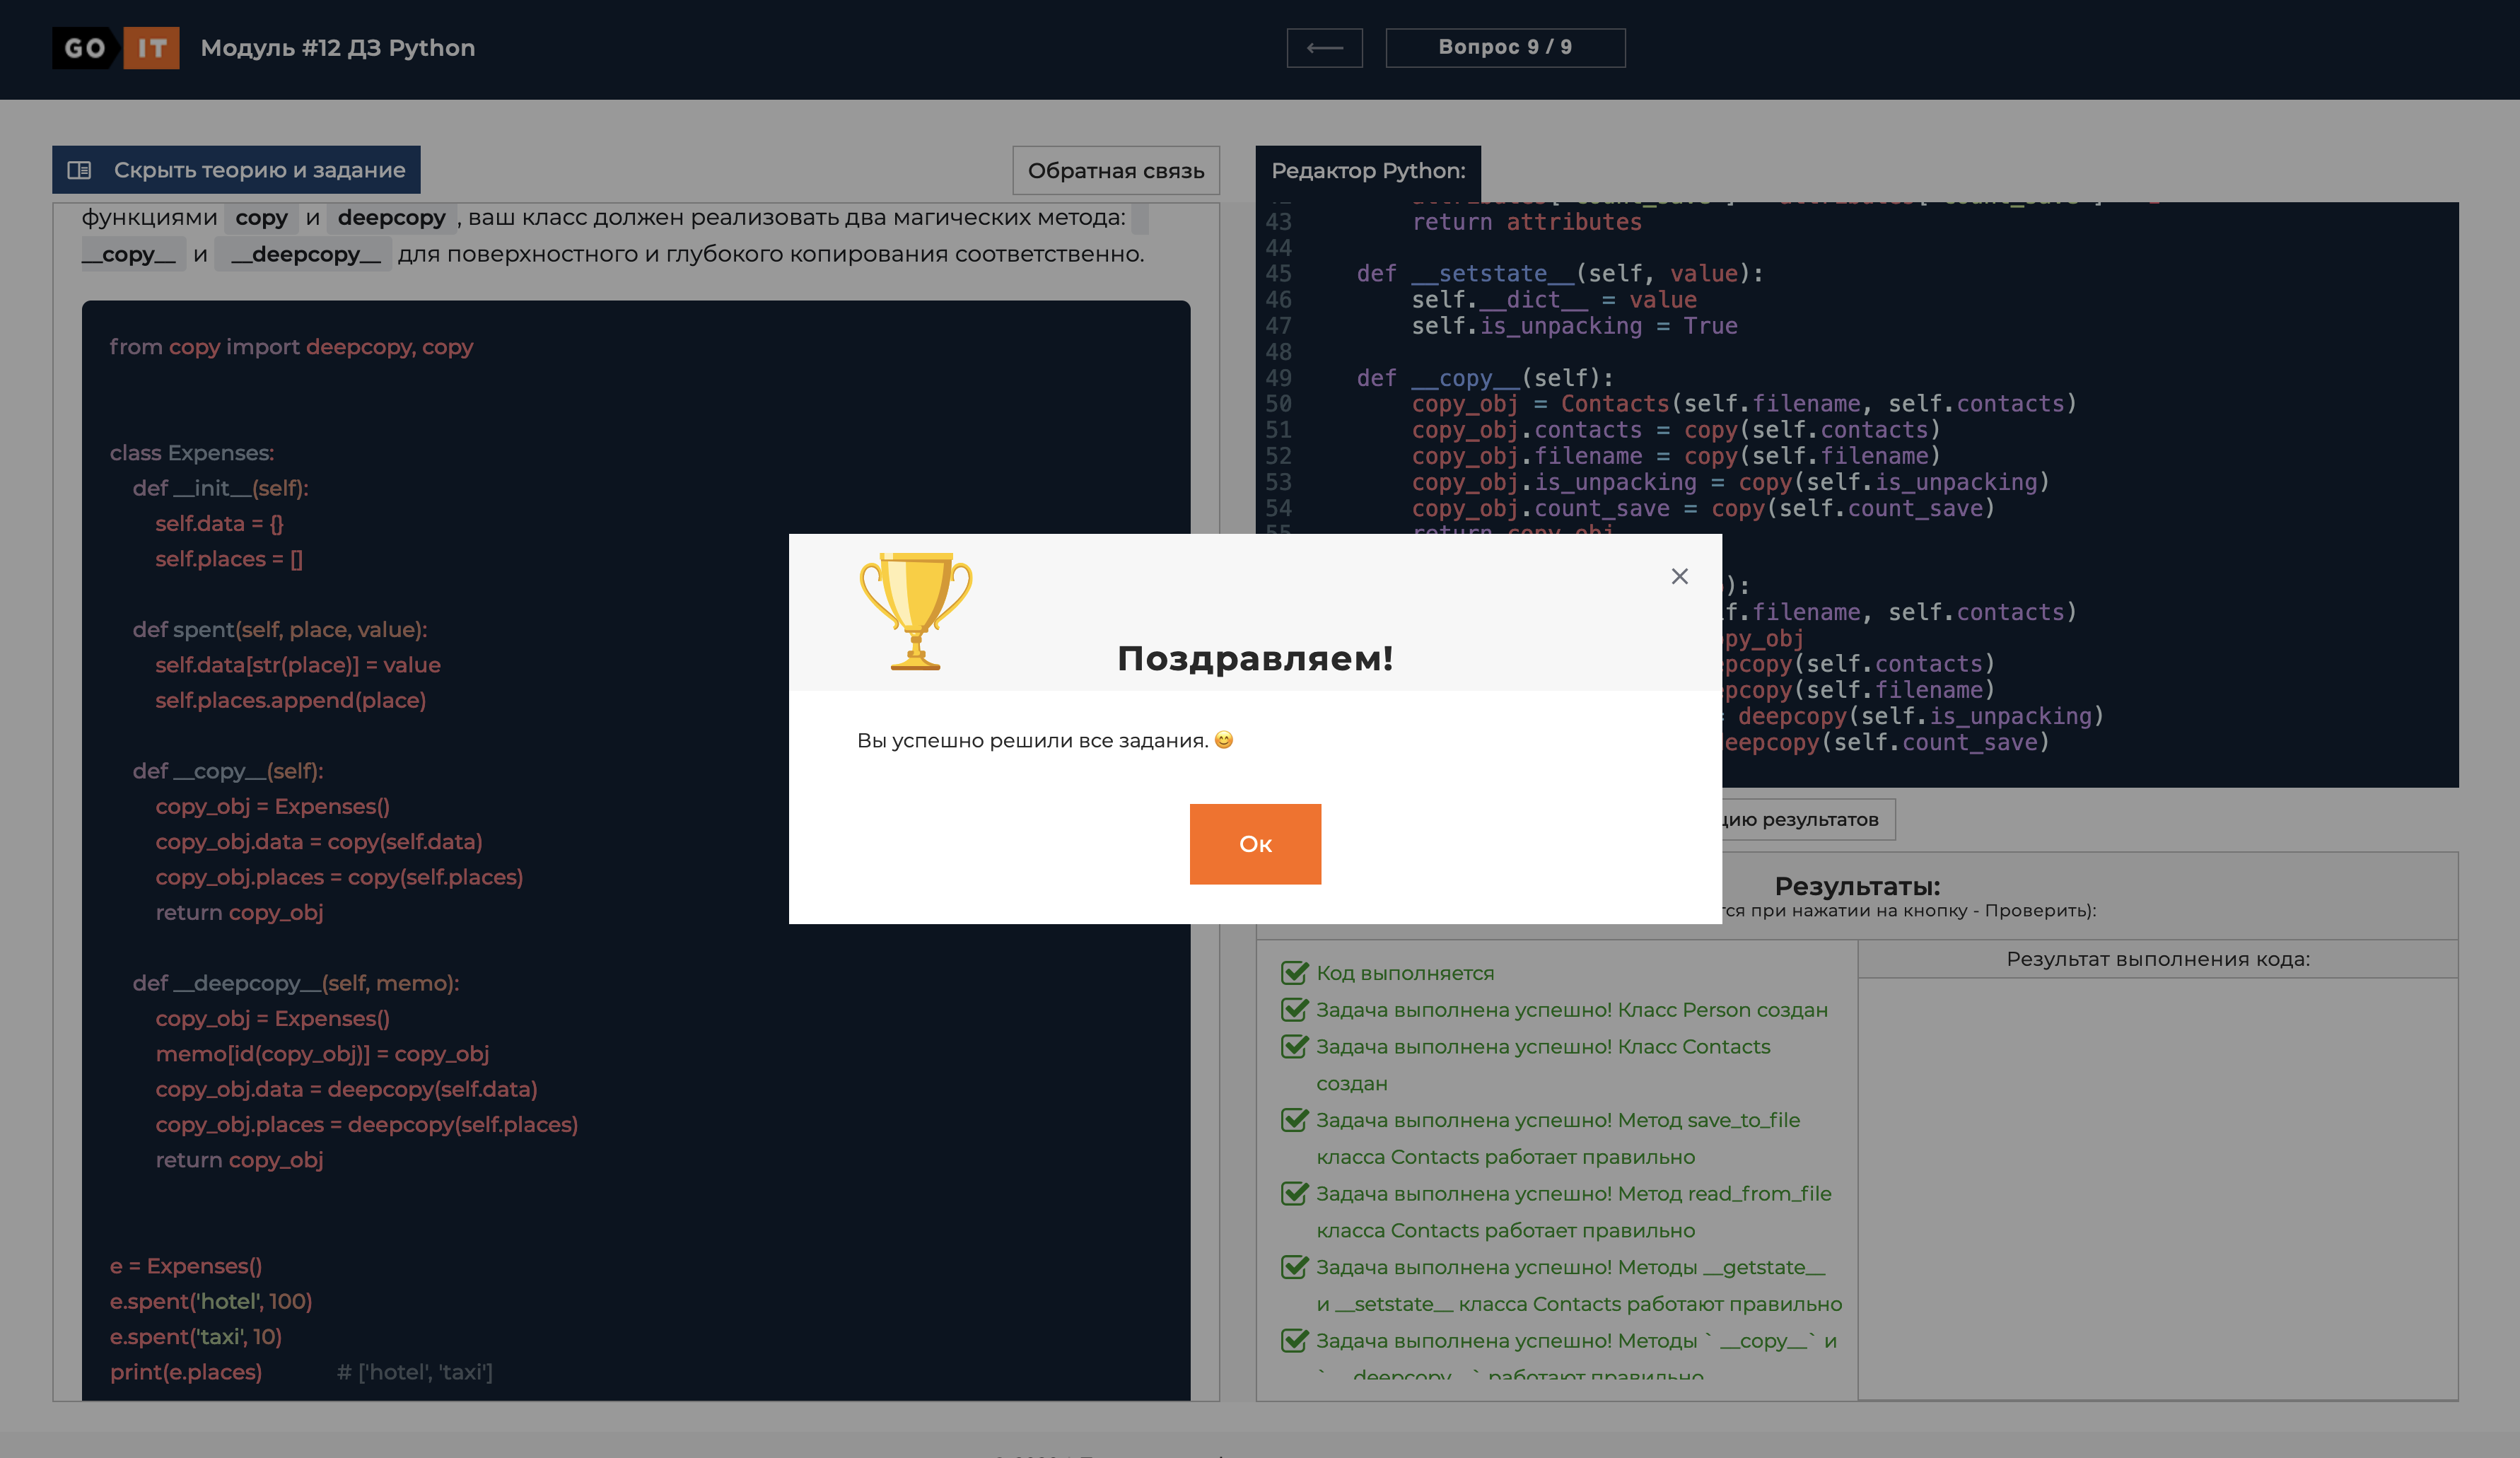 GO IT Модуль #12 ДЗ Python
Вопрос 9 / 9
Скрыть теорию и задание
Обратная связь
функциями copy и deepcopy , ваш класс должен реализовать два магических метода:
__copy__ и __deepcopy__ для поверхностного и глубокого копирования соответственно.
from copy import deepcopy, copy
class Expenses:
def __init__(self):
self.data = {}
self.places = []
def spent(self, place, value):
self.data[str(place)] = value
self.places.append(place)
def __copy__(self):
copy_obj = Expenses()
copy_obj.data = copy(self.data)
copy_obj.places = copy(self.places)
return copy_obj
def __deepcopy__(self, memo):
copy_obj = Expenses()
memo[id(copy_obj)] = copy_obj
copy_obj.data = deepcopy(self.data)
copy_obj.places = deepcopy(self.places)
return copy_obj
e = Expenses()
e.spent('hotel', 100)
e.spent('taxi', 10)
print(e.places) # ['hotel', 'taxi']
Редактор Python:
43 return attributes
44
45 def __setstate__(self, value):
46 self.__dict__ = value
47 self.is_unpacking = True
48
49 def __copy__(self):
50 copy_obj = Contacts(self.filename, self.contacts)
51 copy_obj.contacts = copy(self.contacts)
52 copy_obj.filename = copy(self.filename)
53 copy_obj.is_unpacking = copy(self.is_unpacking)
54 copy_obj.count_save = copy(self.count_save)
55 return copy_obj
):
f.filename, self.contacts)
py_obj
pcopy(self.contacts)
pcopy(self.filename)
deepcopy(self.is_unpacking)
eepcopy(self.count_save)
Поздравляем!
Вы успешно решили все задания. 😊
Ок
цию результатов
Результаты:
тся при нажатии на кнопку - Проверить):
Код выполняется
Задача выполнена успешно! Класс Person создан
Задача выполнена успешно! Класс Contacts
создан
Задача выполнена успешно! Метод save_to_file
класса Contacts работает правильно
Задача выполнена успешно! Метод read_from_file
класса Contacts работает правильно
Задача выполнена успешно! Методы __getstate__
и __setstate__ класса Contacts работают правильно
Задача выполнена успешно! Методы ` __copy__` и
` __deepcopy__` работают правильно
Результат выполнения кода: